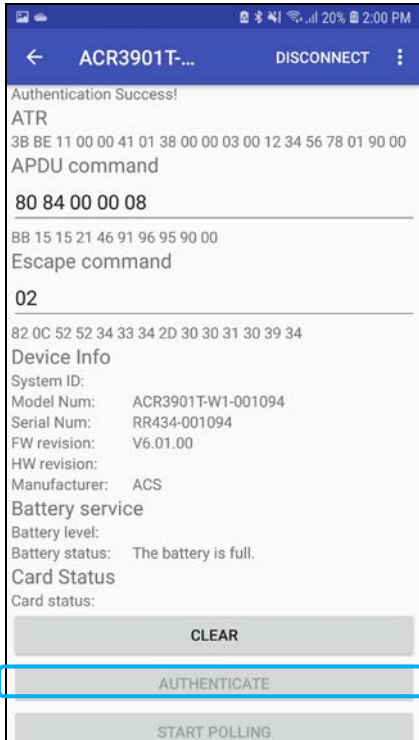 20% 2:00 PM
ACR3901T-... DISCONNECT
Authentication Success!
ATR
3B BE 11 00 00 41 01 38 00 00 03 00 12 34 56 78 01 90 00
APDU command
80 84 00 00 08
BB 15 15 21 46 91 96 95 90 00
Escape command
02
82 0C 52 52 34 33 34 2D 30 30 31 30 39 34
Device Info
System ID:
Model Num: ACR3901T-W1-001094
Serial Num: RR434-001094
FW revision: V6.01.00
HW revision:
Manufacturer: ACS
Battery service
Battery level:
Battery status: The battery is full.
Card Status
Card status:
CLEAR
AUTHENTICATE
START POLLING